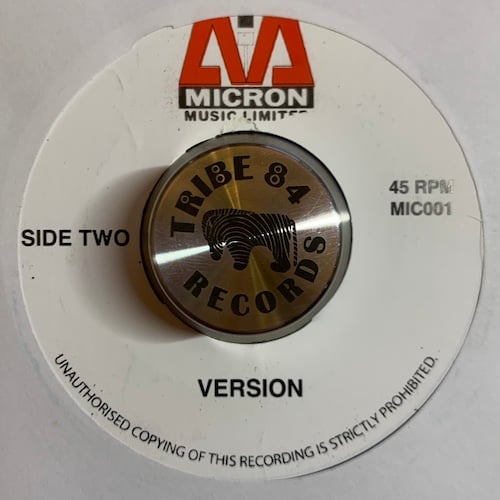 MICRON
MUSIC LIMITED
TRIBE 84
RECORDS
45 RPM
MIC001
SIDE TWO
VERSION
UNAUTHORISED COPYING OF THIS RECORDING IS STRICTLY PROHIBITED.